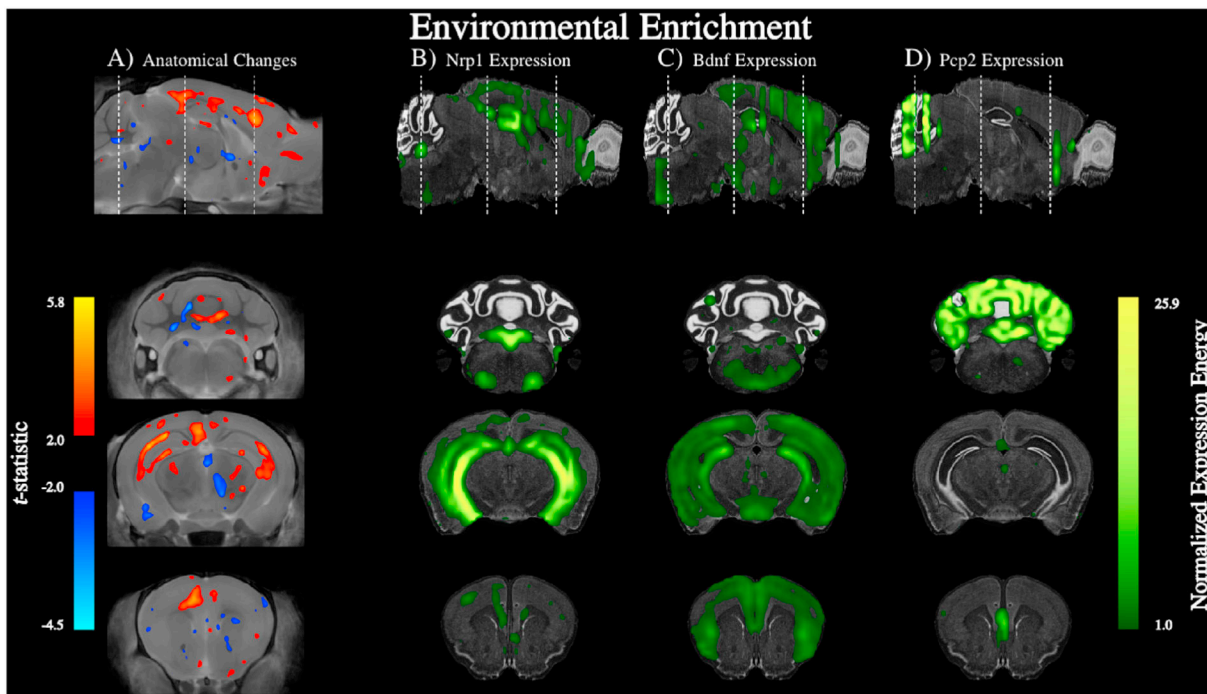 Environmental Enrichment
A) Anatomical Changes
B) Nrp1 Expression
C) Bdnf Expression
D) Pcp2 Expression
t-statistic
5.8
2.0
-2.0
-4.5
25.9
1.0
Normalized Expression Energy